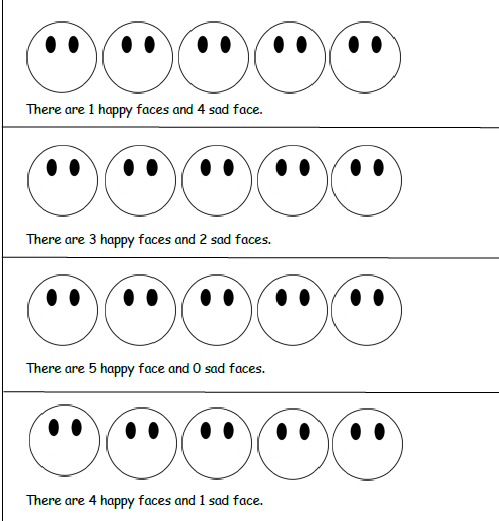 There are 1 happy faces and 4 sad face.
There are 3 happy faces and 2 sad faces.
There are 5 happy face and 0 sad faces.
There are 4 happy faces and 1 sad face.